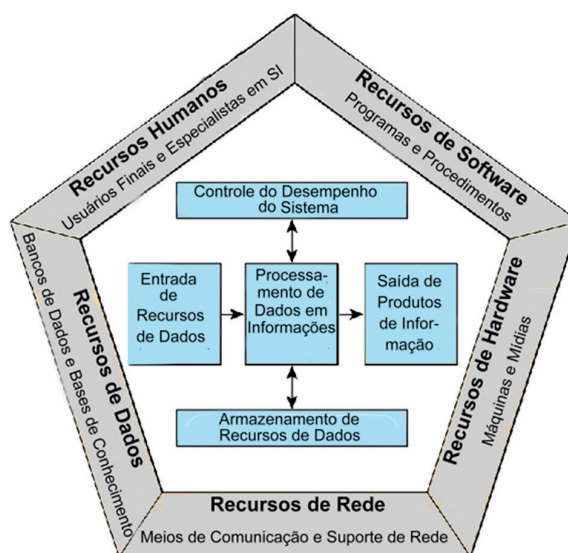 Recursos Humanos
Usuários Finais e Especialistas em SI
Recursos de Software
Programas e Procedimentos
Controle do Desempenho
do Sistema
Entrada
de
Recursos
de Dados
Processa-
mento de
Dados em
Informações
Saída de
Produtos
de Infor-
mação
Armazenamento de
Recursos de Dados
Bancos de Dados e Bases de Conhecimento
Recursos de Dados
Recursos de Hardware
Máquinas e Mídias
Recursos de Rede
Meios de Comunicação e Suporte de Rede